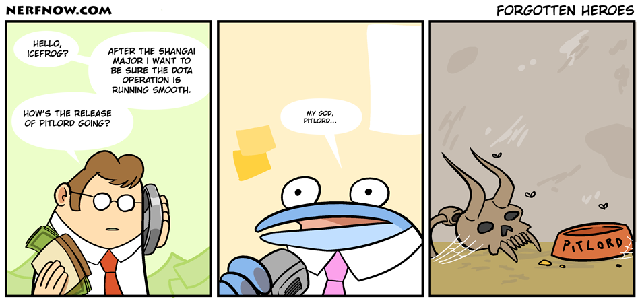 NERFNOW.COM
FORGOTTEN HEROES
HELLO,
ICEFROG?
AFTER THE SHANGAI
MAJOR I WANT TO
BE SURE THE DOTA
OPERATION IS
RUNNING SMOOTH.
HOW'S THE RELEASE
OF PITLORD GOING?
MY GOD,
PITLORD...
PITLORD